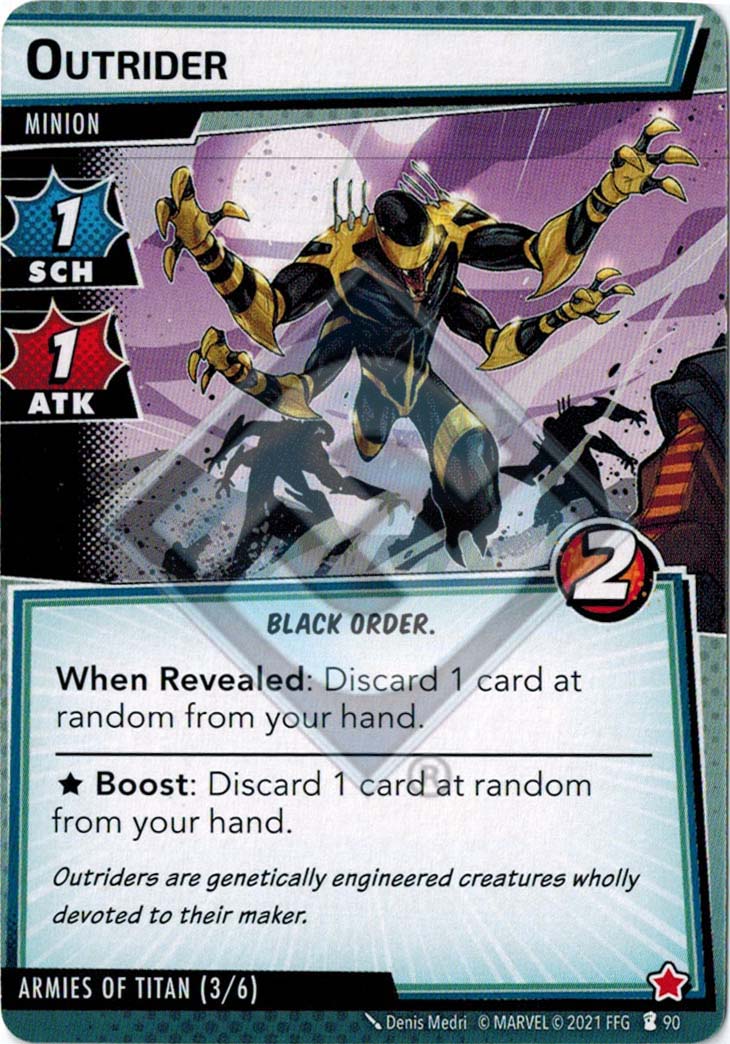 OUTRIDER
MINION
1
SCH
1
ATK
2
BLACK ORDER.
When Revealed: Discard 1 card at
random from your hand.
★ Boost: Discard 1 card at random
from your hand.
Outriders are genetically engineered creatures wholly
devoted to their maker.
ARMIES OF TITAN (3/6)
Denis Medri © MARVEL © 2021 FFG 90
®